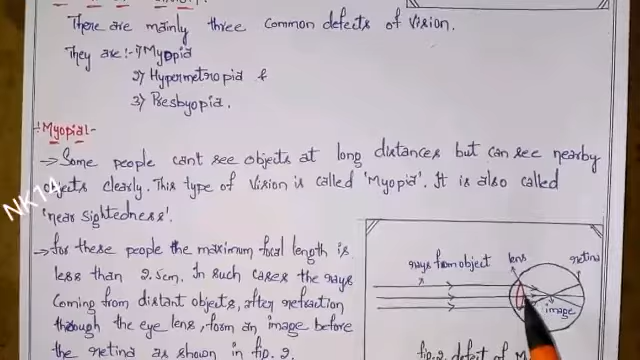 There are mainly three common defects of Vision.
They are :- 1) Myopia
2) Hypermetropia &
3) Presbyopia.
Myopia:-
→ Some people can't see objects at long distances but can see nearby
objects clearly. This type of Vision is called 'Myopia'. It is also called
'near sightedness'.
→ For these people the maximum focal length is
less than 2.5cm. In such cases the rays
coming from distant objects, after refraction
through the eye lens, form an image before
the retina as shown in fig. 2.
rays from object
lens
retina
image
fig-2 defect of
NK14